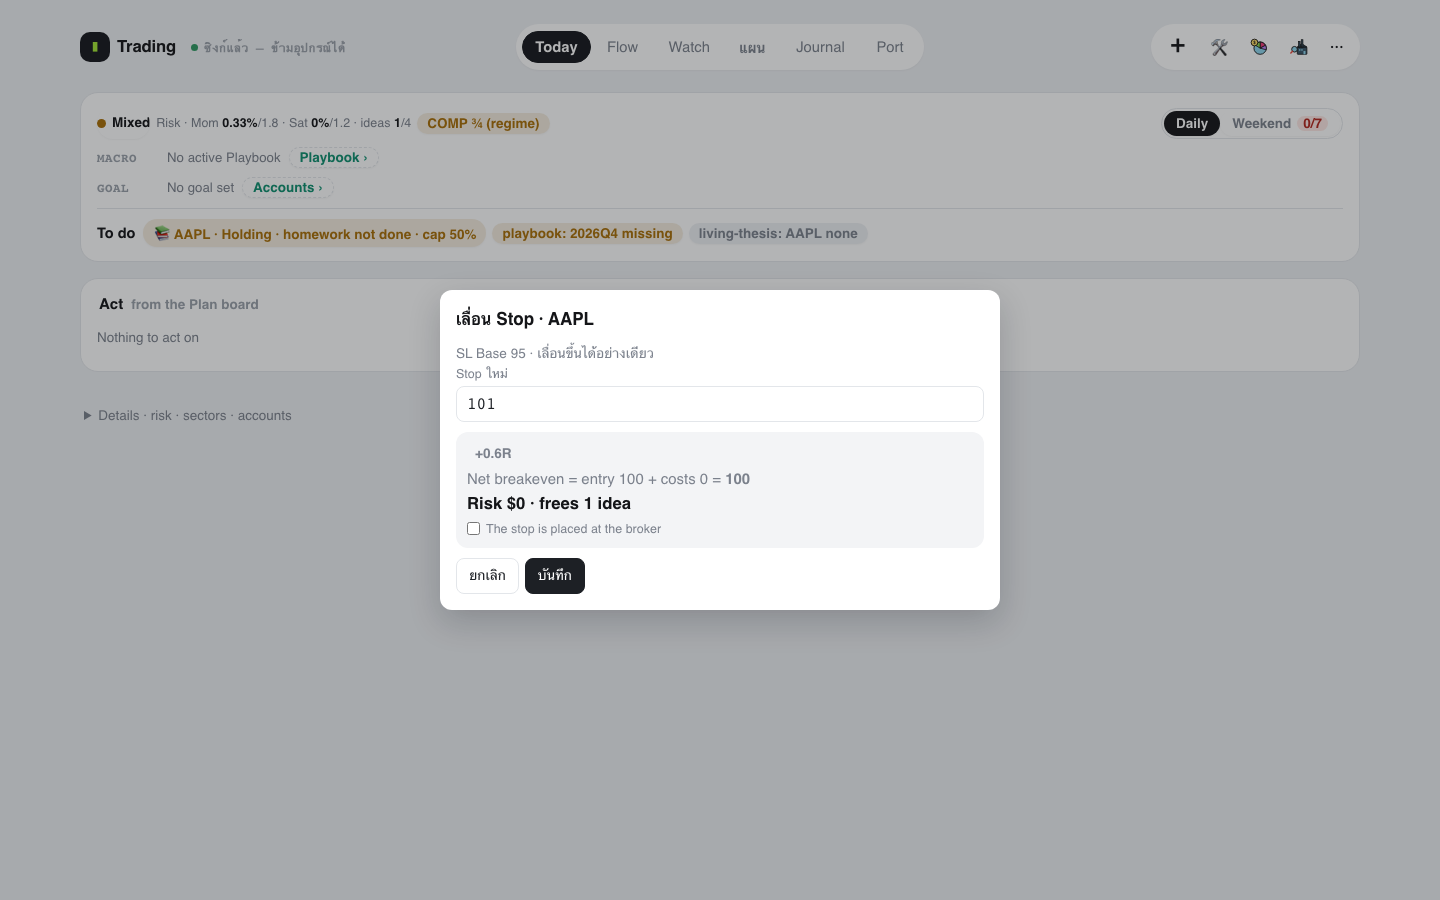 Trading
ซิงก์แล้ว — ข้ามอุปกรณ์ได้
Today Flow Watch แผน Journal Port
Mixed Risk · Mom 0.33%/1.8 · Sat 0%/1.2 · ideas 1/4 COMP ¾ (regime)
Daily Weekend 0/7
MACRO No active Playbook Playbook ›
GOAL No goal set Accounts ›
To do AAPL · Holding · homework not done · cap 50% playbook: 2026Q4 missing living-thesis: AAPL none
Act from the Plan board
Nothing to act on
Details · risk · sectors · accounts
เลื่อน Stop · AAPL
SL Base 95 · เลื่อนขึ้นได้อย่างเดียว
Stop ใหม่
101
+0.6R
Net breakeven = entry 100 + costs 0 = 100
Risk $0 · frees 1 idea
The stop is placed at the broker
ยกเลิก บันทึก